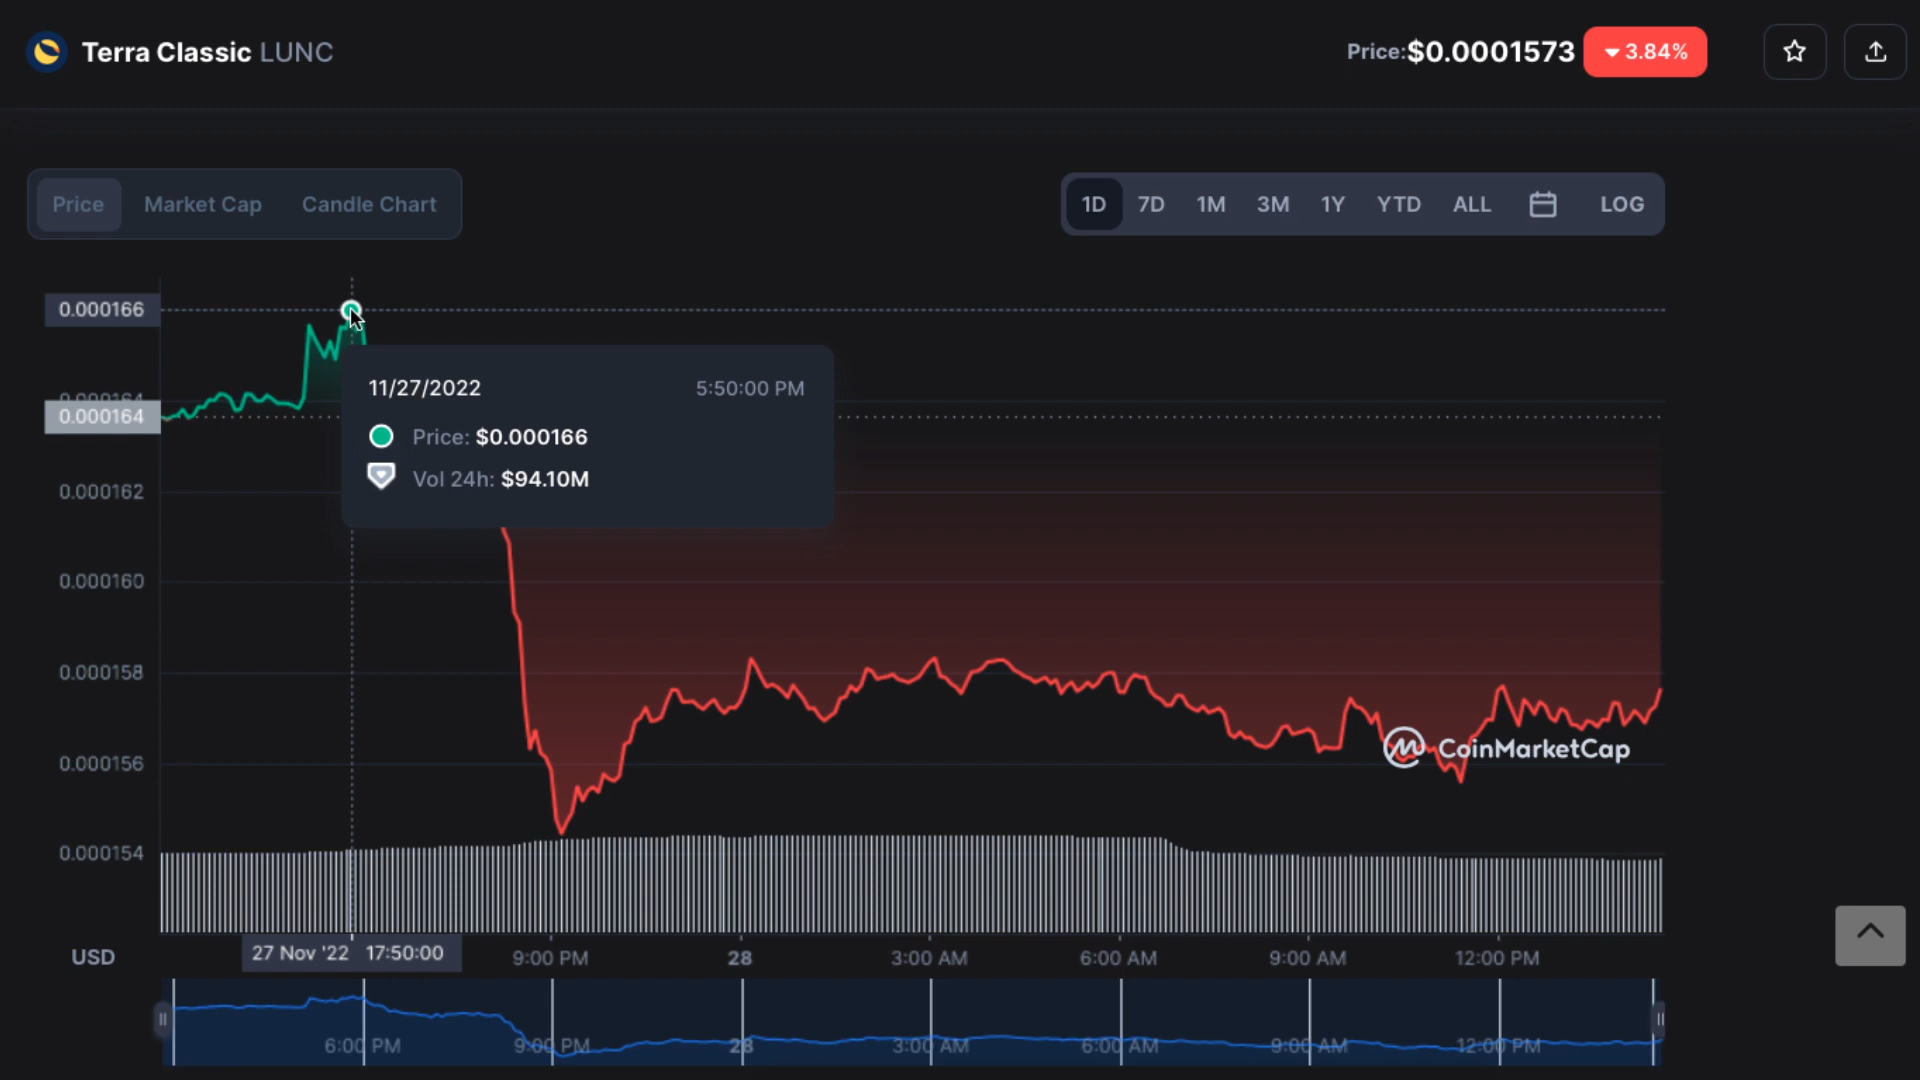 Terra Classic LUNC
Price:$0.0001573
3.84%
Price Market Cap Candle Chart
1D 7D 1M 3M 1Y YTD ALL LOG
0.000166
0.000164
0.000164
0.000162
0.000160
0.000158
0.000156
0.000154
11/27/2022 5:50:00 PM
Price: $0.000166
Vol 24h: $94.10M
CoinMarketCap
USD
27 Nov '22 17:50:00
9:00 PM 28 3:00 AM 6:00 AM 9:00 AM 12:00 PM
6:00 PM 9:00 PM 28 3:00 AM 6:00 AM 9:00 AM 12:00 PM